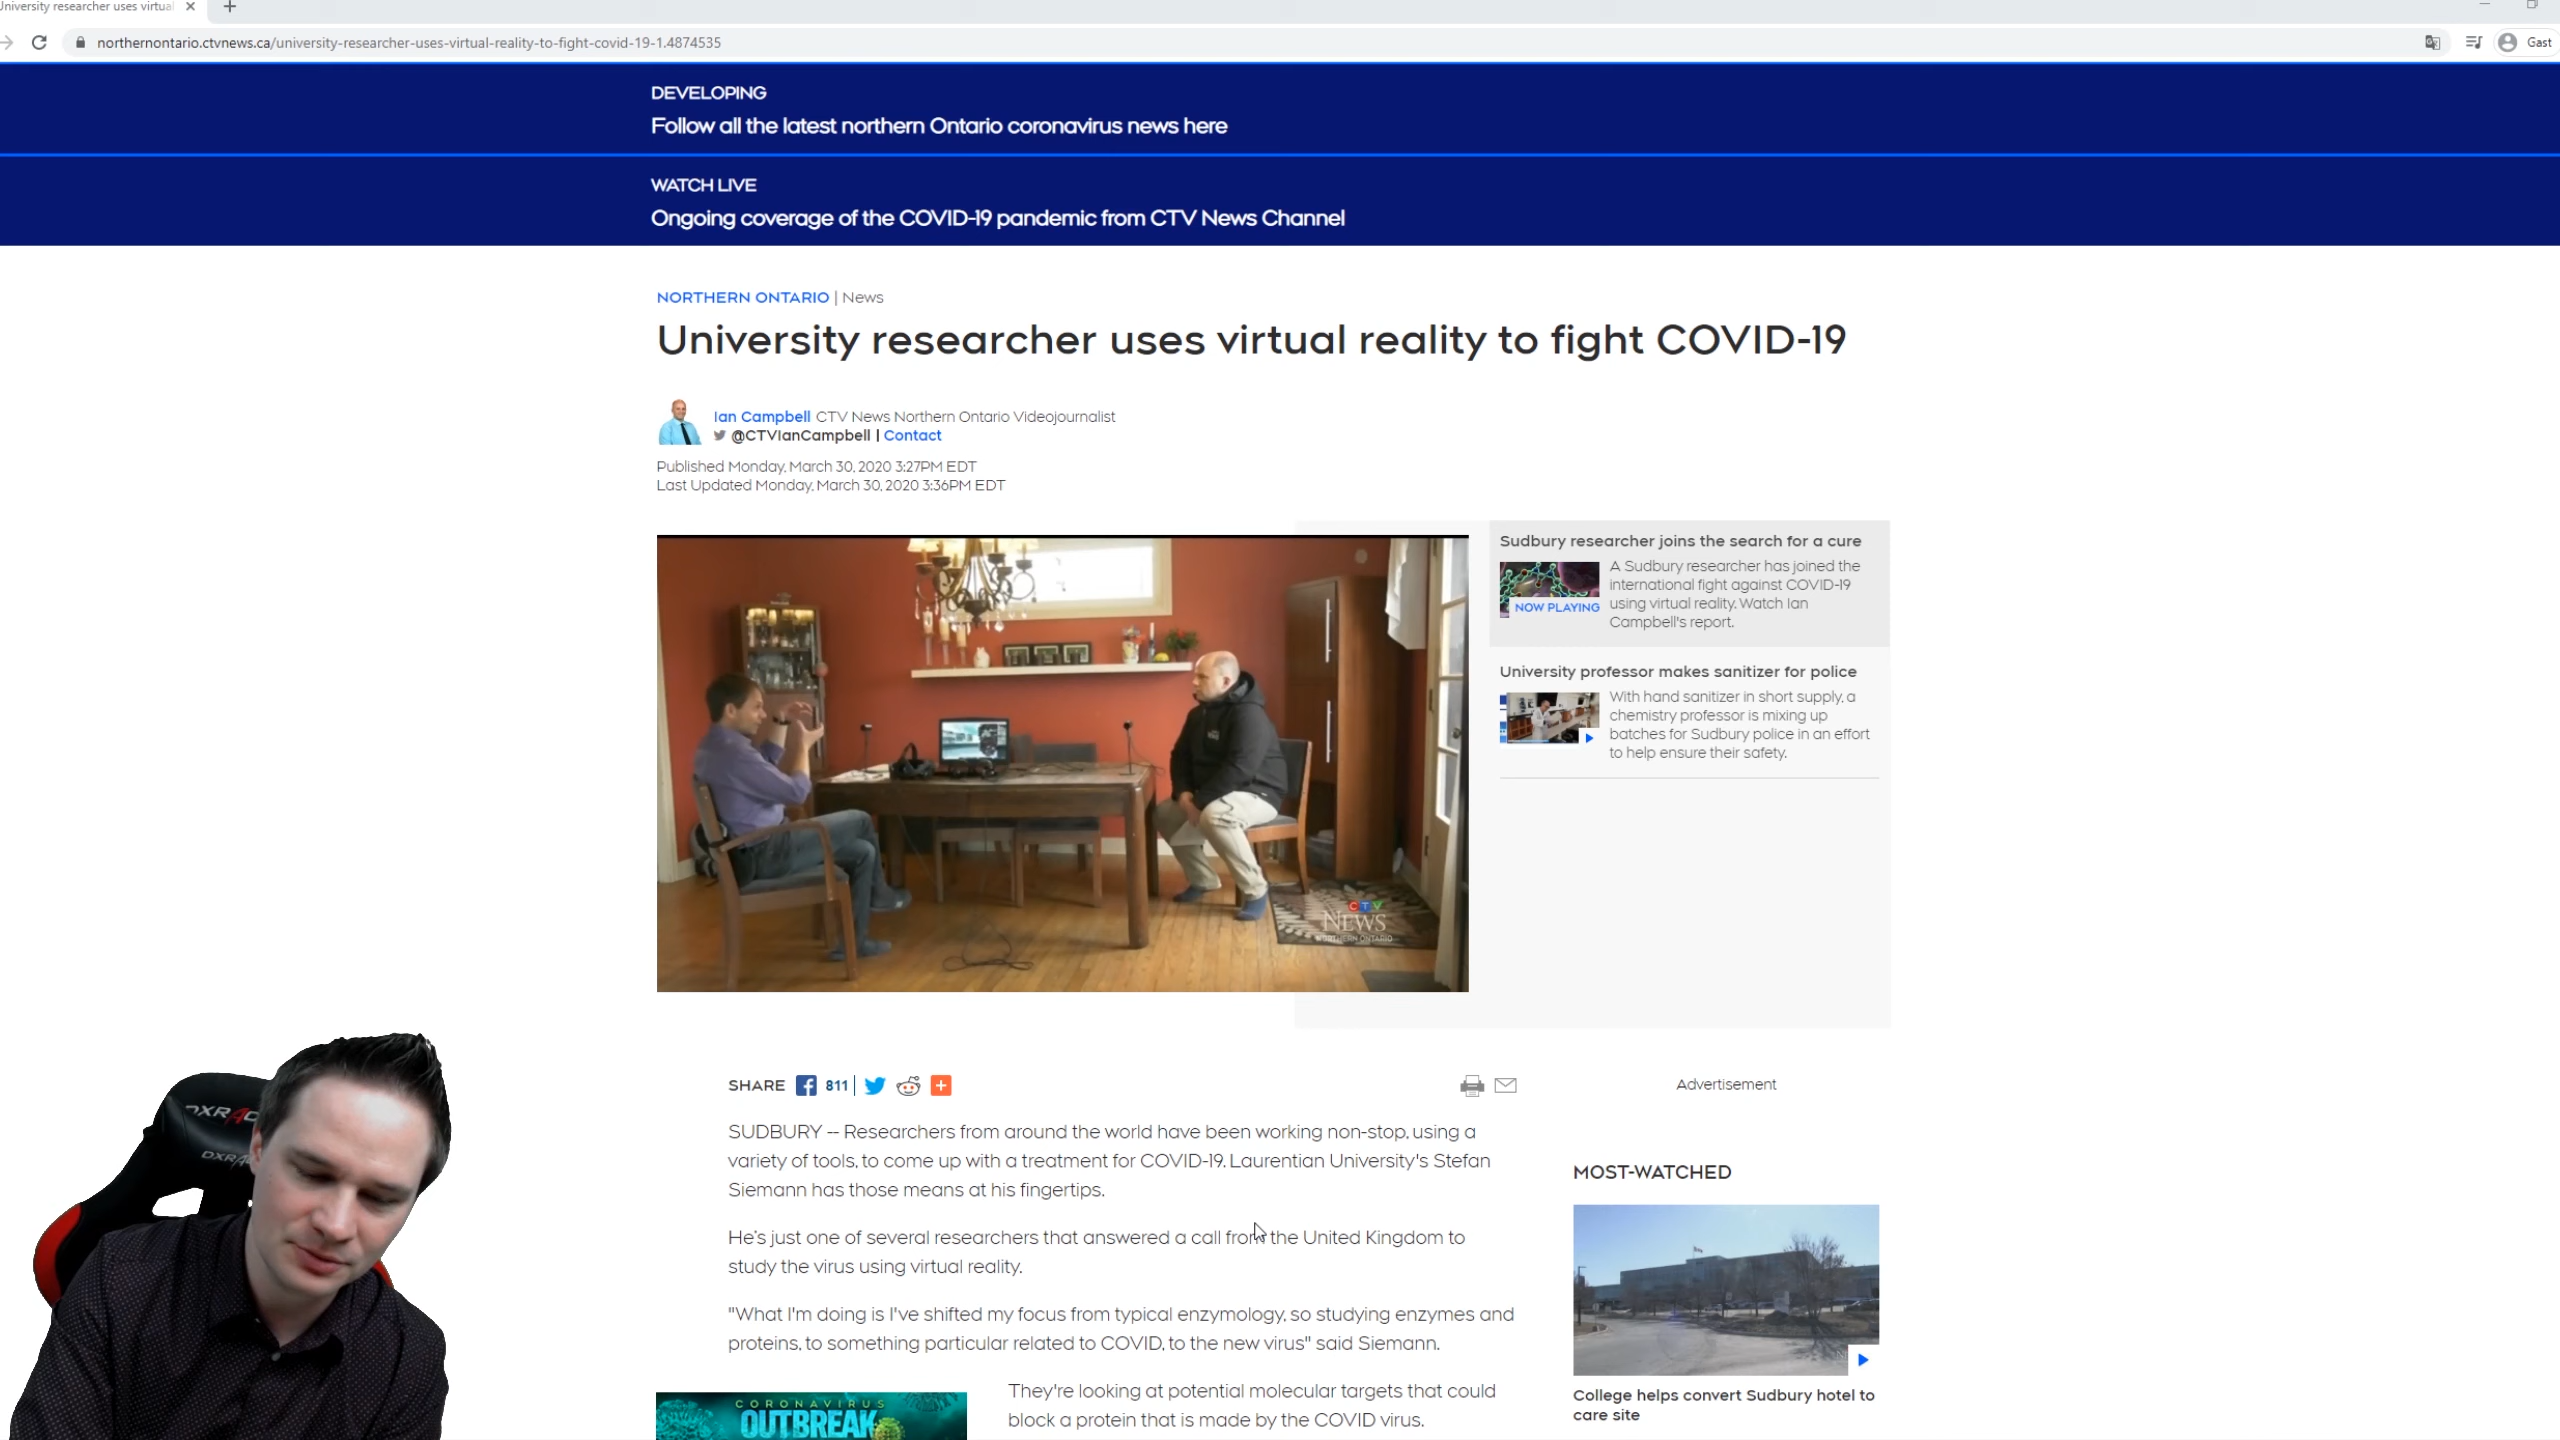 University researcher uses virtua
northernontario.ctvnews.ca/university-researcher-uses-virtual-reality-to-fight-covid-19-1.4874535
Gast
DEVELOPING
Follow all the latest northern Ontario coronavirus news here
WATCH LIVE
Ongoing coverage of the COVID-19 pandemic from CTV News Channel
NORTHERN ONTARIO | News
University researcher uses virtual reality to fight COVID-19
Ian Campbell CTV News Northern Ontario Videojournalist
@CTVIanCampbell | Contact
Published Monday, March 30, 2020 3:27PM EDT
Last Updated Monday, March 30, 2020 3:36PM EDT
CTV
NEWS
NORTHERN ONTARIO
Sudbury researcher joins the search for a cure
NOW PLAYING
A Sudbury researcher has joined the
international fight against COVID-19
using virtual reality. Watch Ian
Campbell's report.
University professor makes sanitizer for police
With hand sanitizer in short supply, a
chemistry professor is mixing up
batches for Sudbury police in an effort
to help ensure their safety.
SHARE 811
SUDBURY -- Researchers from around the world have been working non-stop, using a
variety of tools, to come up with a treatment for COVID-19. Laurentian University's Stefan
Siemann has those means at his fingertips.
He's just one of several researchers that answered a call from the United Kingdom to
study the virus using virtual reality.
"What I'm doing is I've shifted my focus from typical enzymology, so studying enzymes and
proteins, to something particular related to COVID, to the new virus" said Siemann.
They're looking at potential molecular targets that could
block a protein that is made by the COVID virus.
CORONAVIRUS
OUTBREAK
Advertisement
MOST-WATCHED
College helps convert Sudbury hotel to
care site